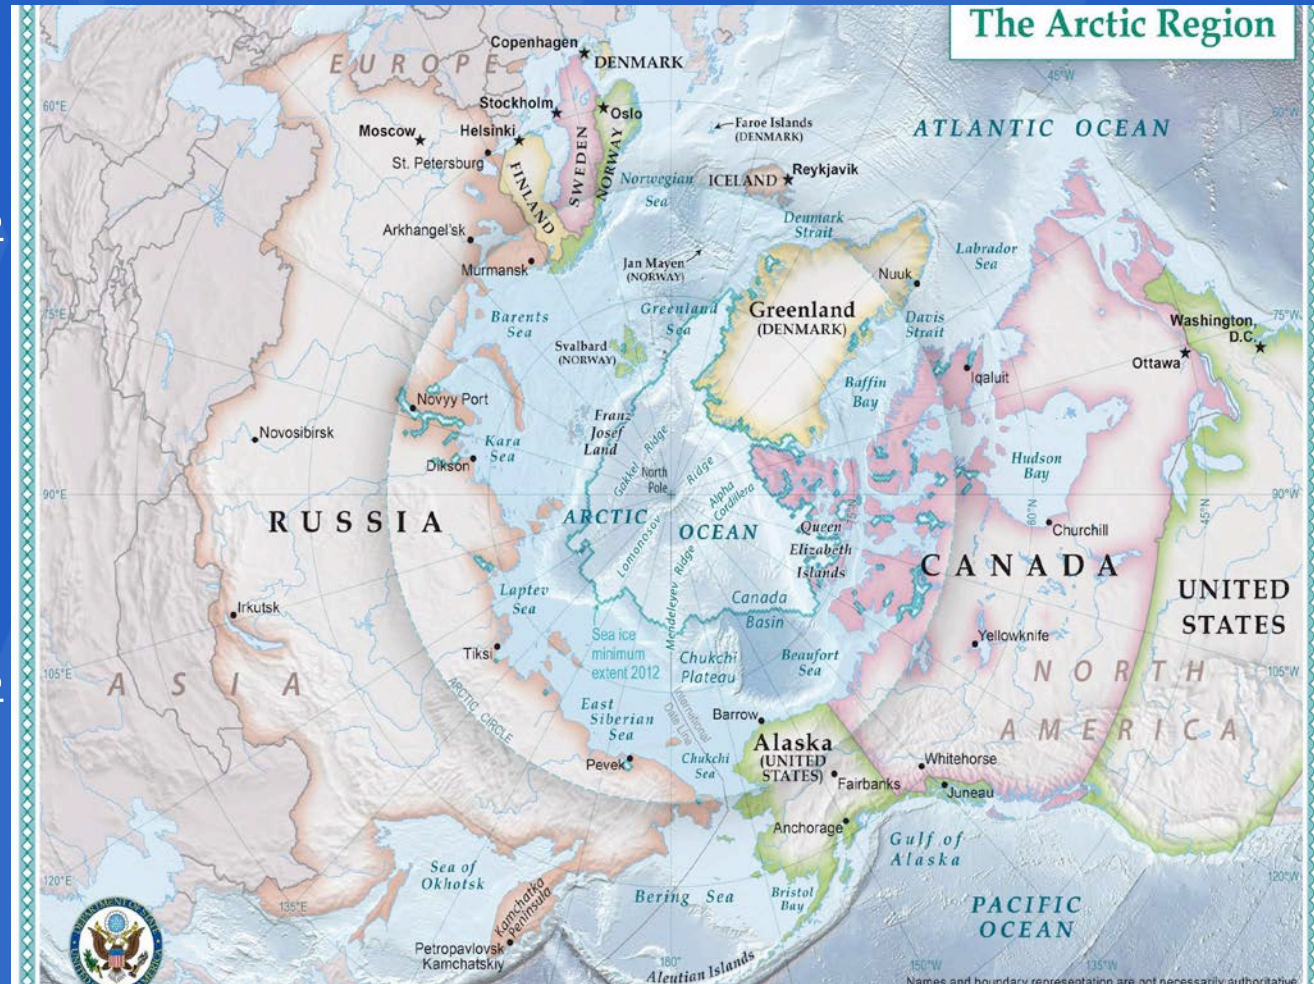 The Arctic Region
EUROPE
Copenhagen
DENMARK
45°W
60°E
Stockholm
Oslo
Faroe Islands
(DENMARK)
ATLANTIC OCEAN
Moscow
Helsinki
St. Petersburg
FINLAND
SWEDEN
NORWAY
Norwegian
Sea
ICELAND
Reykjavik
Denmark
Strait
Arkhangel'sk
Murmansk
Jan Mayen
(NORWAY)
Labrador
Sea
Nuuk
75°E
Barents
Sea
Greenland
Sea
Greenland
(DENMARK)
Davis
Strait
75°W
Washington,
D.C.
Svalbard
(NORWAY)
Ottawa
Iqaluit
Baffin
Bay
Novyy Port
Franz
Josef
Land
Novosibirsk
Kara
Sea
Dikson
Gakkel Ridge
North
Pole
Ridge
Alpha
Cordillera
Hudson
Bay
90°E
75°N
60°N
45°N
90°W
RUSSIA
ARCTIC
OCEAN
Lomonosov
Mendeleyev Ridge
Queen
Elizabeth
Islands
Churchill
CANADA
Laptev
Sea
Canada
Basin
UNITED
STATES
Irkutsk
Tiksi
Sea ice
minimum
extent 2012
Chukchi
Plateau
Beaufort
Sea
Yellowknife
105°E
ASIA
ARCTIC CIRCLE
NORTH
AMERICA
105°W
East
Siberian
Sea
International
Date Line
Barrow
Pevek
Chukchi
Sea
Alaska
(UNITED
STATES)
Fairbanks
Whitehorse
Juneau
Anchorage
Gulf of
Alaska
Sea of
Okhotsk
120°E
135°E
Kamchatka
Peninsula
Bering Sea
Bristol
Bay
120°W
PACIFIC
OCEAN
Petropavlovsk
Kamchatskiy
180°
Aleutian Islands
150°W
135°W
DEPARTMENT OF STATE
Names and boundary representation are not necessarily authoritative